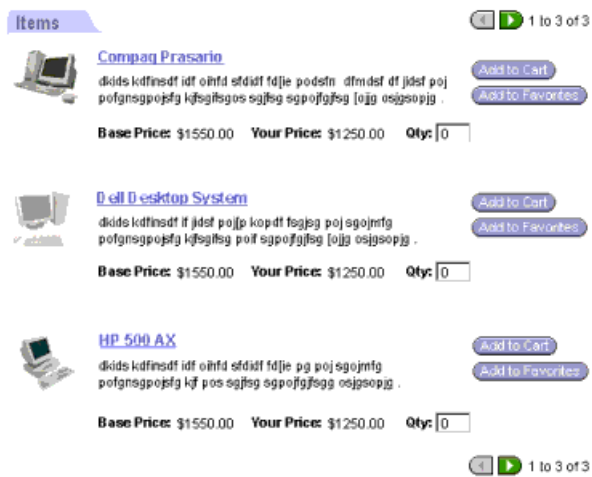 Items
1 to 3 of 3
Compaq Prasario
Add to Cart
dkids kdfinsdf idf oihfd sfdidf fd[ie podsfn dfmdsf df jidsf poj
pofgnsgpojsfg kjfsgifsgos sgjfsg sgpojfgjfsg [ojjg osjgsopjg .
Add to Favorites
Base Price: $1550.00 Your Price: $1250.00 Qty: 0
Dell Desktop System
Add to Cart
dkids kdfinsdf if jidsf poj[p kopdf fsgjsg poj sgojmfg
pofgnsgpojsfg kjfsgifsg poif sgpojfgjfsg [ojjg osjgsopjg .
Add to Favorites
Base Price: $1550.00 Your Price: $1250.00 Qty: 0
HP 500 AX
Add to Cart
dkids kdfinsdf idf oihfd sfdidf fd[ie pg poj sgojmfg
pofgnsgpojsfg kjf pos sgjfsg sgpojfgjfsgg osjgsopjg .
Add to Favorites
Base Price: $1550.00 Your Price: $1250.00 Qty: 0
1 to 3 of 3